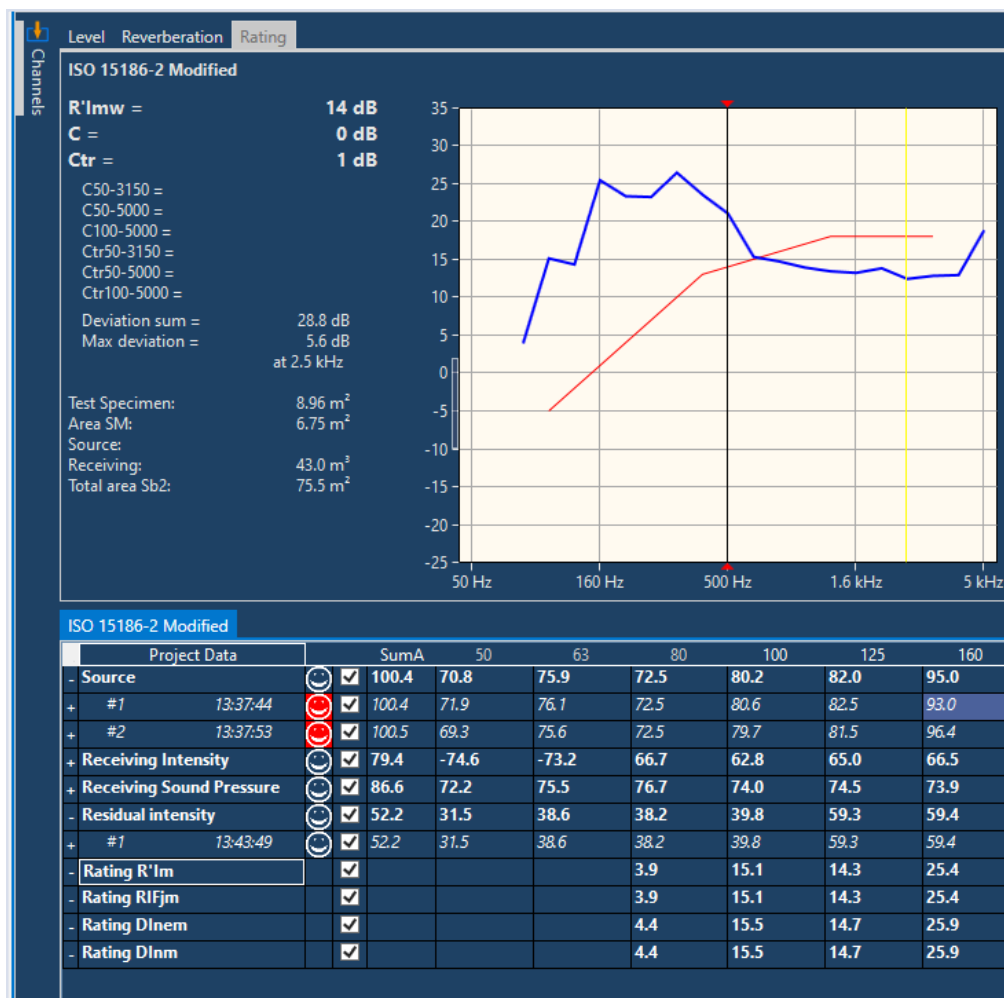 Channels
Level Reverberation Rating
ISO 15186-2 Modified
R'Imw = 14 dB
C = 0 dB
Ctr = 1 dB
C50-3150 =
C50-5000 =
C100-5000 =
Ctr50-3150 =
Ctr50-5000 =
Ctr100-5000 =
Deviation sum = 28.8 dB
Max deviation = 5.6 dB
at 2.5 kHz
Test Specimen: 8.96 m²
Area SM: 6.75 m²
Source:
Receiving: 43.0 m³
Total area Sb2: 75.5 m²
35
30
25
20
15
10
5
0
-5
-10
-15
-20
-25
50 Hz 160 Hz 500 Hz 1.6 kHz 5 kHz
ISO 15186-2 Modified
Project Data SumA 50 63 80 100 125 160
- Source 100.4 70.8 75.9 72.5 80.2 82.0 95.0
+ #1 13:37:44 100.4 71.9 76.1 72.5 80.6 82.5 93.0
+ #2 13:37:53 100.5 69.3 75.6 72.5 79.7 81.5 96.4
+ Receiving Intensity 79.4 -74.6 -73.2 66.7 62.8 65.0 66.5
+ Receiving Sound Pressure 86.6 72.2 75.5 76.7 74.0 74.5 73.9
- Residual intensity 52.2 31.5 38.6 38.2 39.8 59.3 59.4
+ #1 13:43:49 52.2 31.5 38.6 38.2 39.8 59.3 59.4
- Rating R'Im 3.9 15.1 14.3 25.4
- Rating RIFjm 3.9 15.1 14.3 25.4
- Rating DInem 4.4 15.5 14.7 25.9
- Rating DInm 4.4 15.5 14.7 25.9